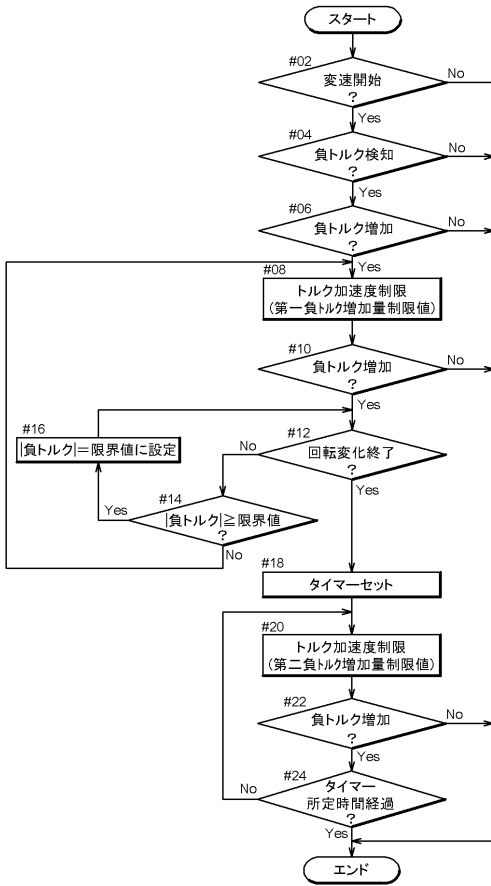 スタート
#02
変速開始
?
No
Yes
#04
負トルク検知
?
No
Yes
#06
負トルク増加
?
No
Yes
#08
トルク加速度制限
(第一負トルク増加量制限値)
#10
負トルク増加
?
No
Yes
#16
|負トルク|=限界値に設定
#12
回転変化終了
?
No
Yes
#14
|負トルク|≧限界値
?
Yes
No
#18
タイマーセット
#20
トルク加速度制限
(第二負トルク増加量制限値)
#22
負トルク増加
?
No
Yes
#24
タイマー
所定時間経過
?
No
Yes
エンド